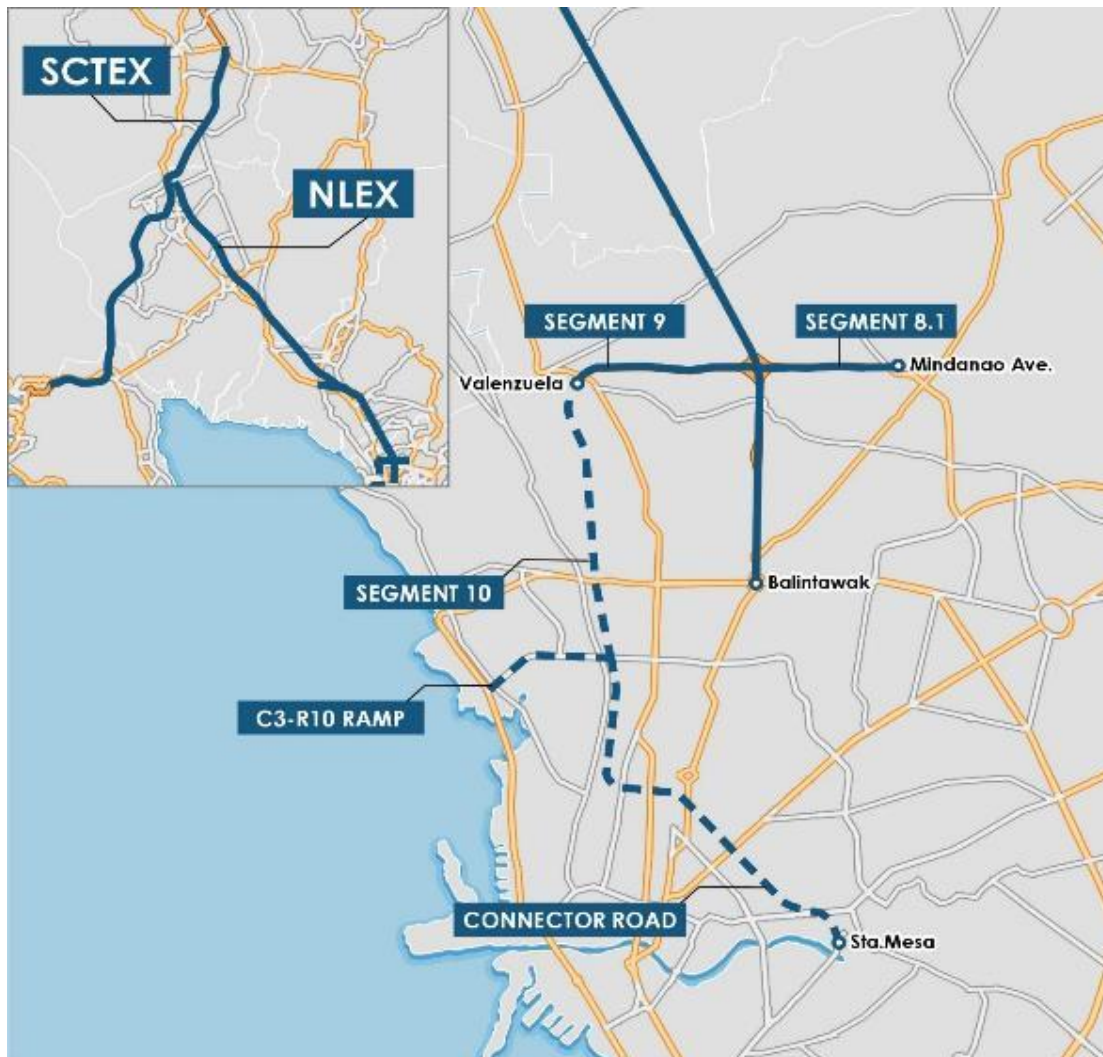 SCTEX
NLEX
SEGMENT 9
SEGMENT 8.1
Valenzuela
Mindanao Ave.
SEGMENT 10
Balintawak
C3-R10 RAMP
CONNECTOR ROAD
Sta.Mesa